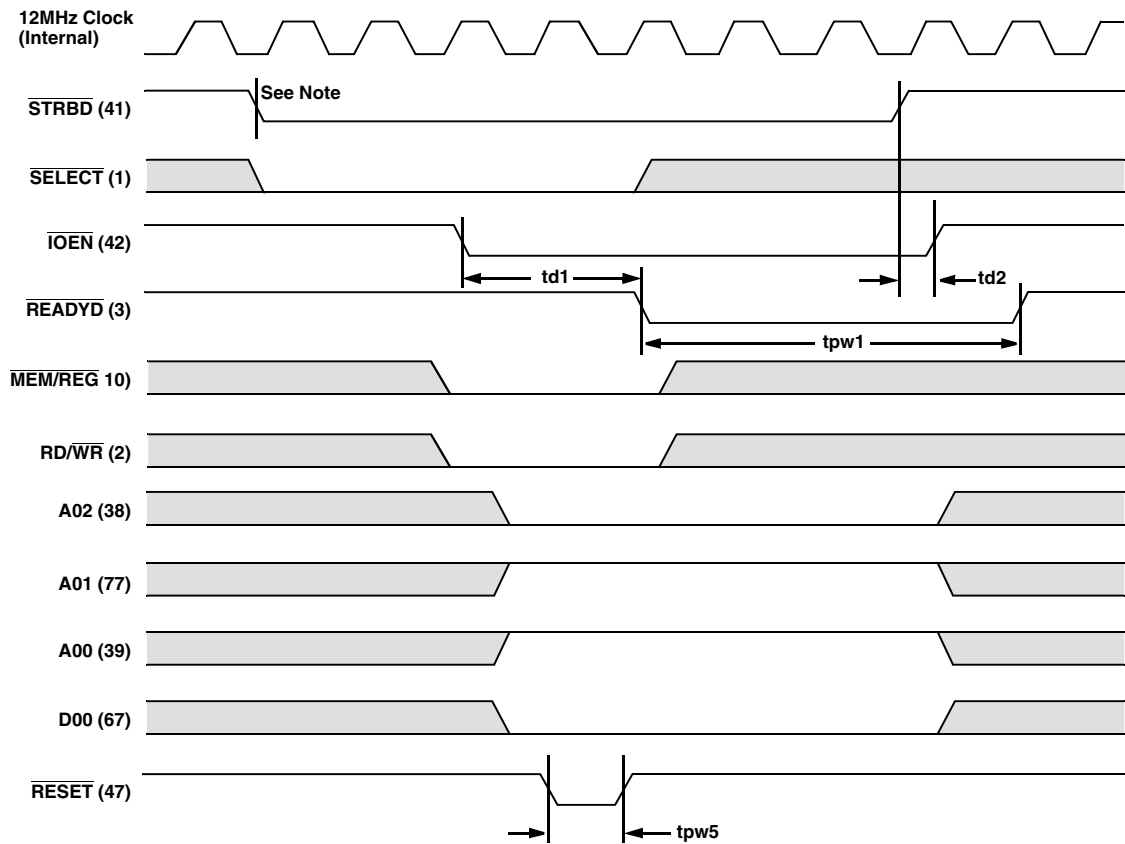 12MHz Clock
(Internal)
STRBD (41)
See Note
SELECT (1)
IOEN (42)
td1
td2
READYD (3)
tpw1
MEM/REG 10)
RD/WR (2)
A02 (38)
A01 (77)
A00 (39)
D00 (67)
RESET (47)
tpw5